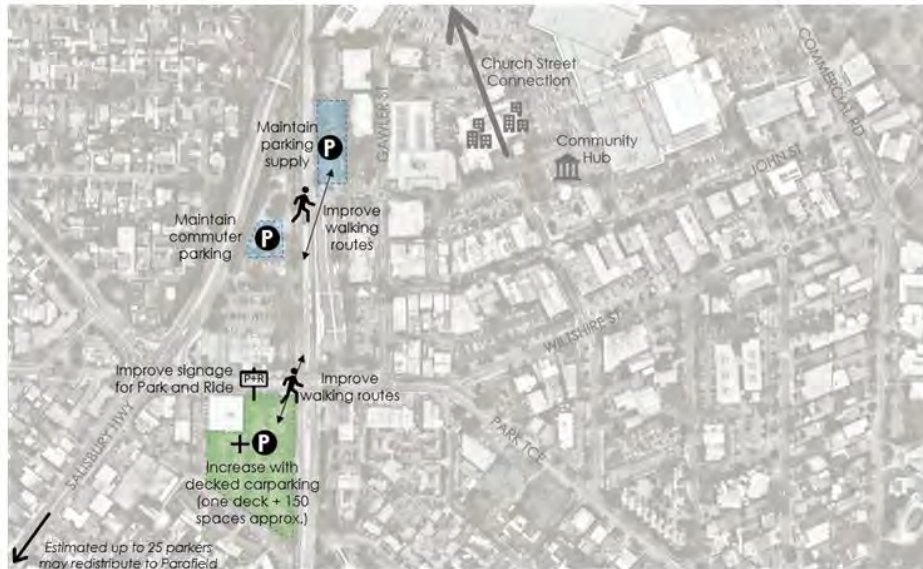 Church Street
Connection
COMMERCIAL RD
Maintain
parking
supply
P
GAWLER ST
Community
Hub
JOHN ST
Maintain
commuter
parking
P
Improve
walking
routes
WILTSHIRE ST
Improve signage
for Park and Ride
P+R
Improve
walking routes
SALISBURY HWY
PARK TCE
+P
Increase with
decked carparking
(one deck + 150
spaces approx.)
Estimated up to 25 parkers
may redistribute to Parafield